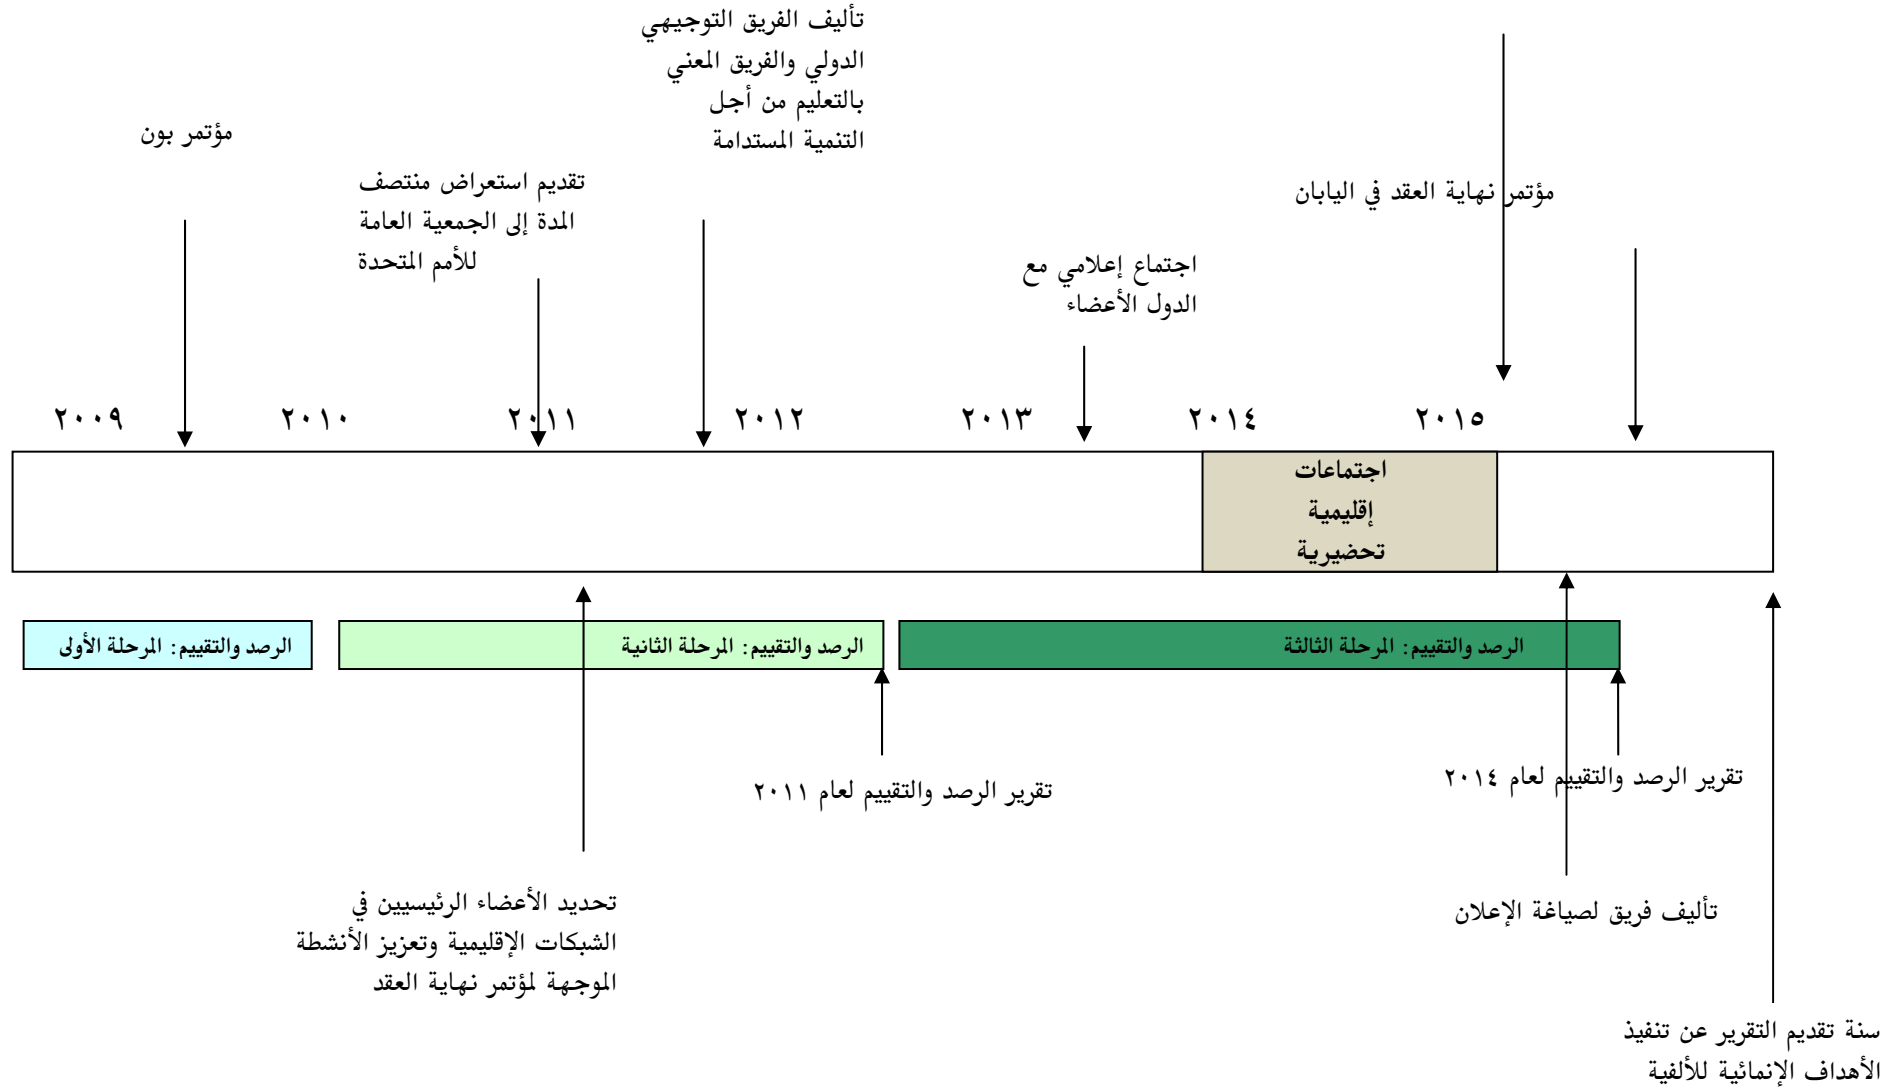 تأليف الفريق التوجيهي
الدولي والفريق المعني
بالتعليم من أجل
التنمية المستدامة
مؤتمر بون
تقديم استعراض منتصف
المدة إلى الجمعية العامة
للأمم المتحدة
مؤتمر نهاية العقد في اليابان
اجتماع إعلامي مع
الدول الأعضاء
٢٠٠٩
٢٠١٠
٢٠١١
٢٠١٢
٢٠١٣
٢٠١٤
٢٠١٥
اجتماعات
إقليمية
تحضيرية
الرصد والتقييم: المرحلة الأولى
الرصد والتقييم: المرحلة الثانية
الرصد والتقييم: المرحلة الثالثة
تقرير الرصد والتقييم لعام ٢٠١١
تقرير الرصد والتقييم لعام ٢٠١٤
تحديد الأعضاء الرئيسيين في
الشبكات الإقليمية وتعزيز الأنشطة
الموجهة لمؤتمر نهاية العقد
تأليف فريق لصياغة الإعلان
سنة تقديم التقرير عن تنفيذ
الأهداف الإنمائية للألفية